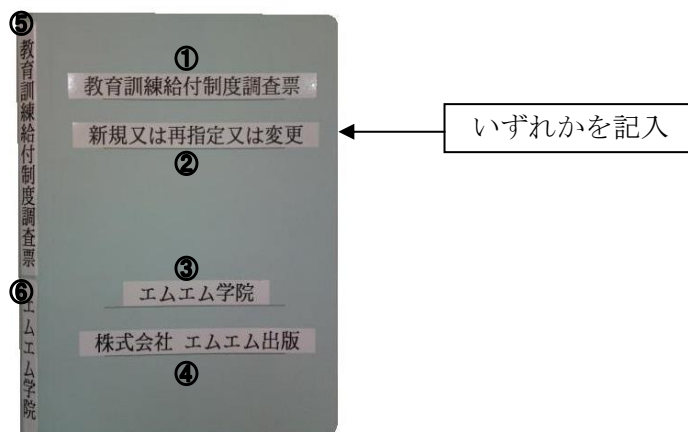 ⑤
教育訓練給付制度調査票
①
教育訓練給付制度調査票
新規又は再指定又は変更
②
いずれかを記入
③
エムエム学院
株式会社 エムエム出版
④
⑥
エムエム学院